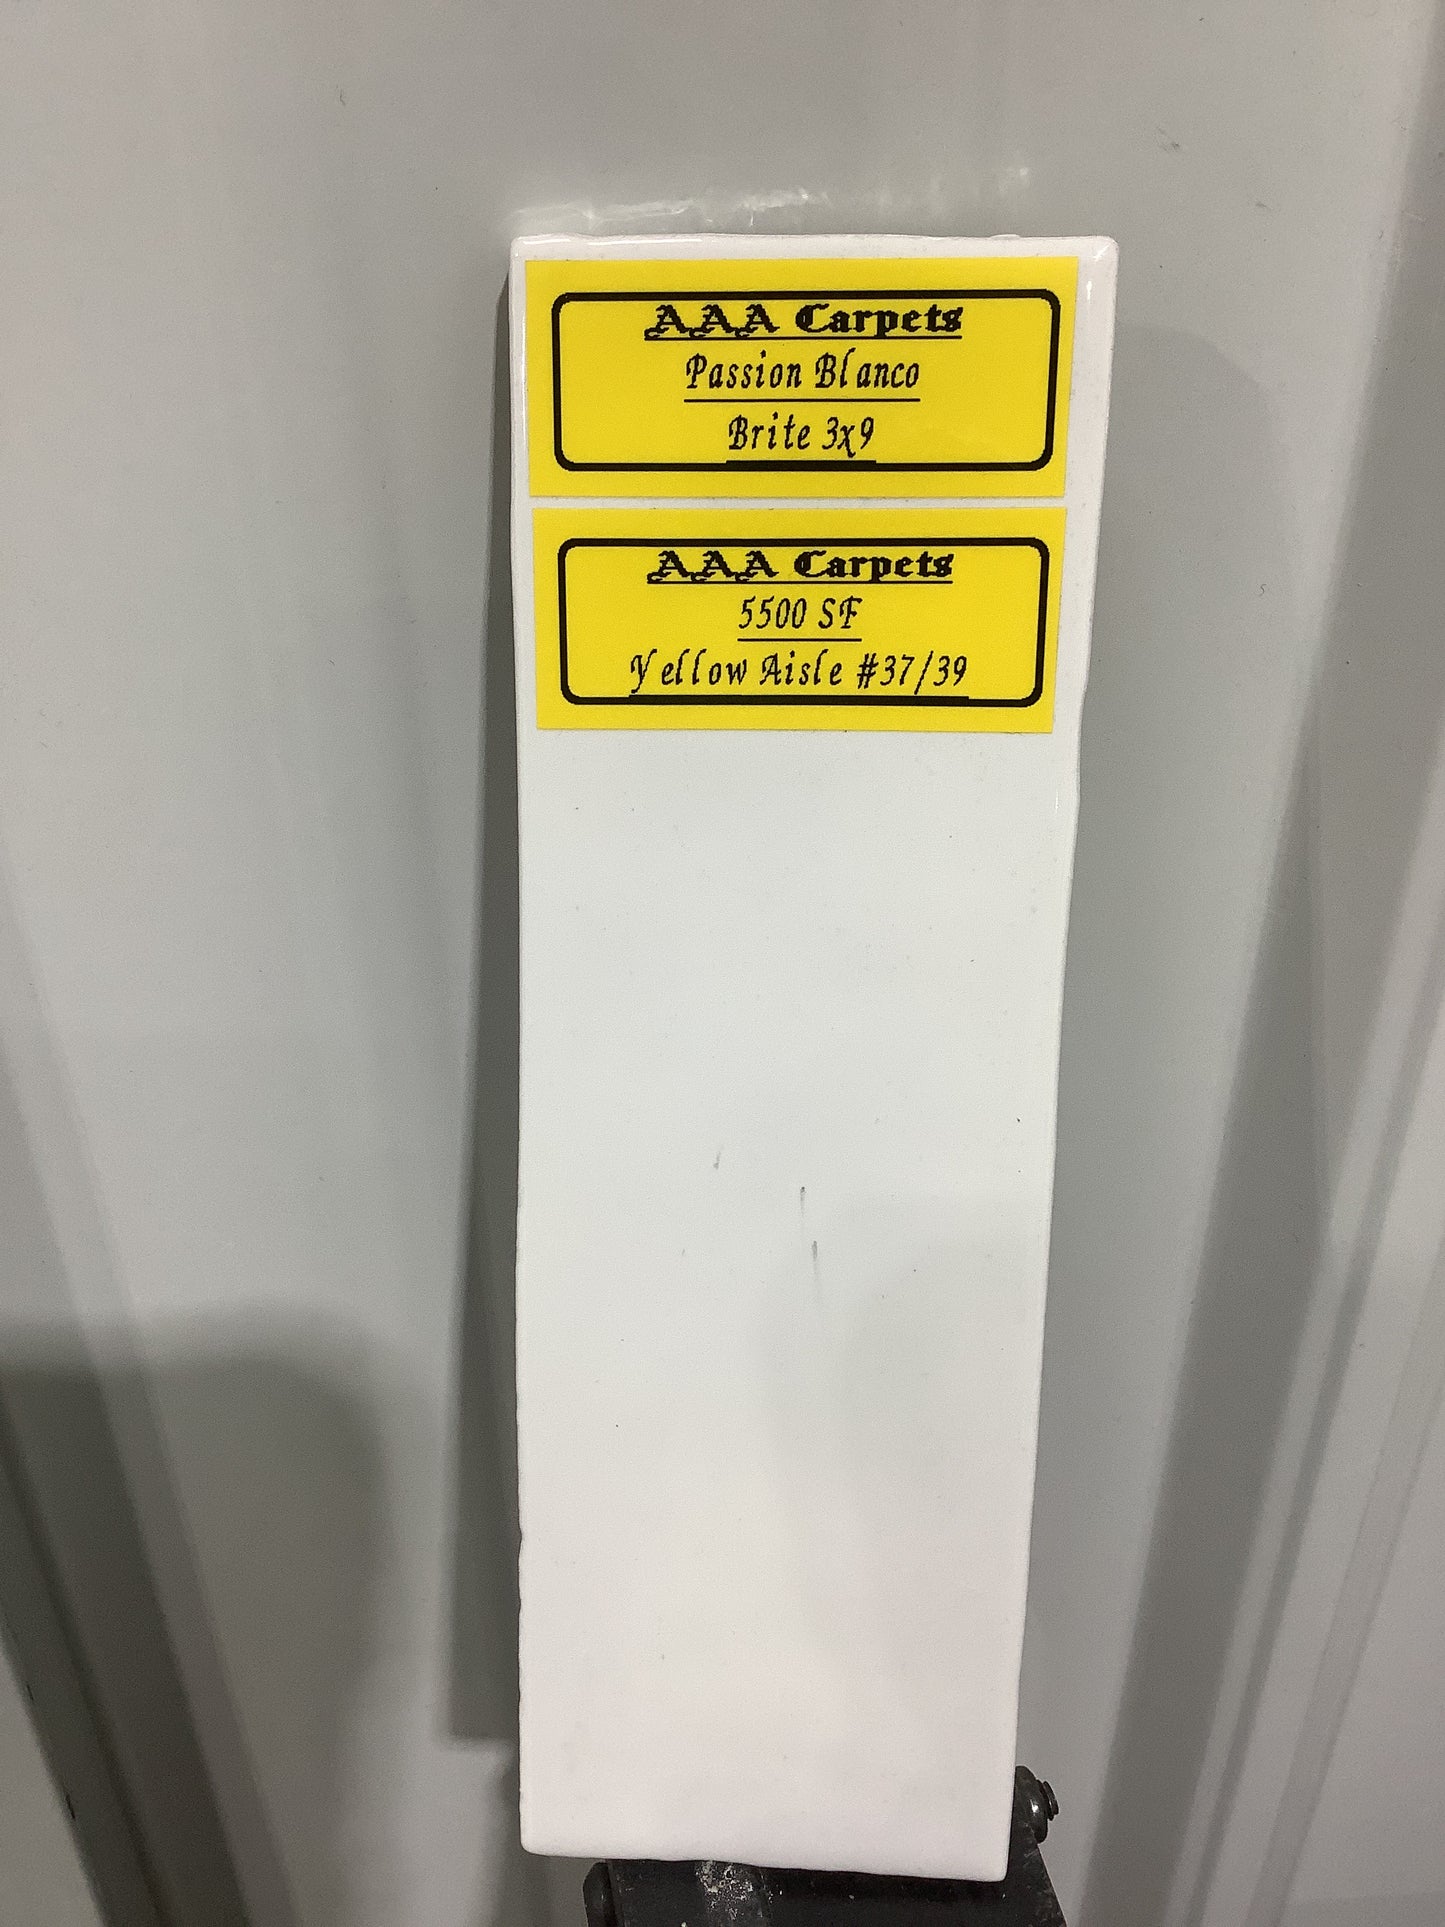 AAA Carpets
Passion Blanco
Brite 3x9
AAA Carpets
5500 SF
Yellow Aisle #37/39